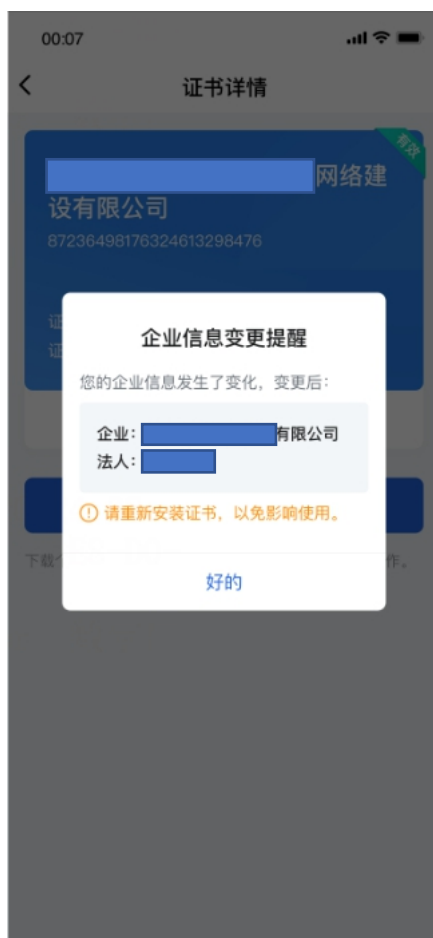 00:07
证书详情
有效
网络建
设有限公司
87236498176324613298476
证
证
企业信息变更提醒
您的企业信息发生了变化，变更后：
企业：
有限公司
法人：
请重新安装证书，以免影响使用。
下载
作。
好的